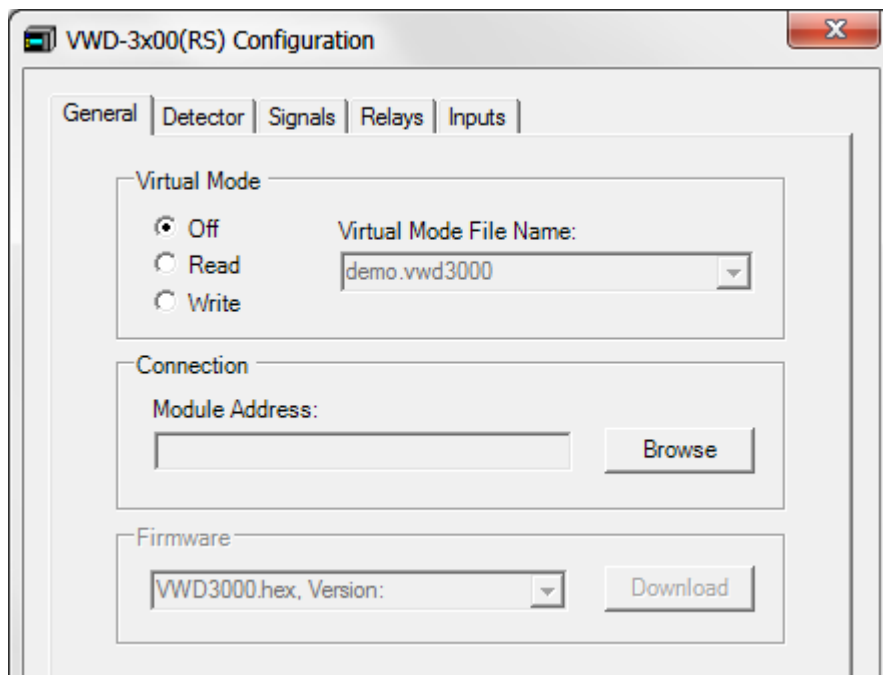 VWD-3x00(RS) Configuration
General Detector Signals Relays Inputs
Virtual Mode
Off
Virtual Mode File Name:
Read
demo.vwd3000
Write
Connection
Module Address:
Browse
Firmware
VWD3000.hex, Version:
Download